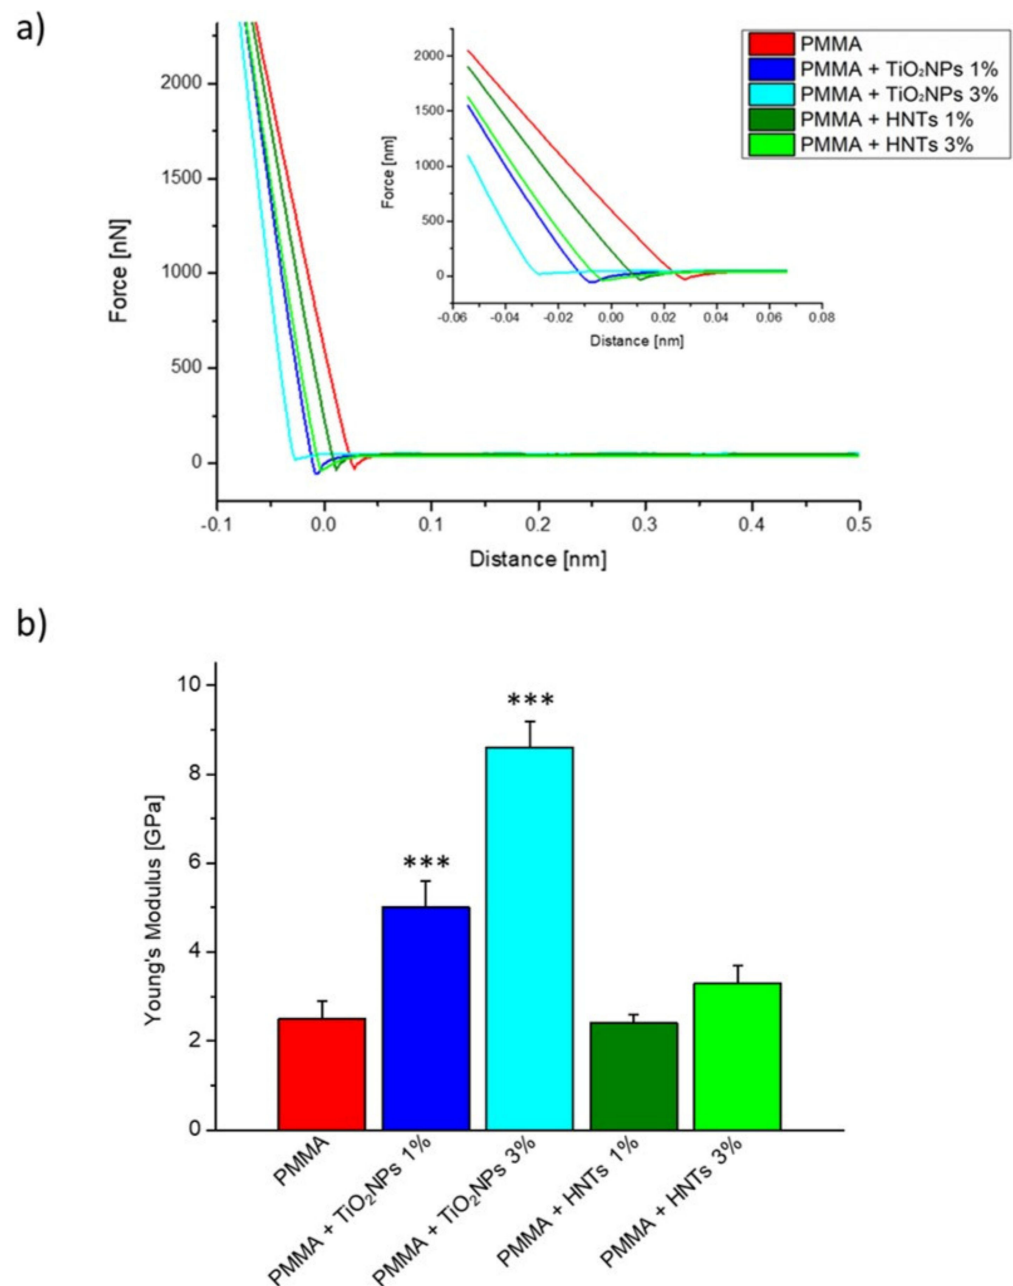 a)
PMMA
PMMA + TiO₂NPs 1%
PMMA + TiO₂NPs 3%
PMMA + HNTs 1%
PMMA + HNTs 3%
Force [nN]
2000
1500
1000
500
0
-0.1 0.0 0.1 0.2 0.3 0.4 0.5
Distance [nm]
Force [nm]
2000
1500
1000
500
0
-0.06 -0.04 -0.02 0.00 0.02 0.04 0.06 0.08
Distance [nm]
b)
Young's Modulus [GPa]
10
8
6
4
2
0
***
***
PMMA
PMMA + TiO₂NPs 1%
PMMA + TiO₂NPs 3%
PMMA + HNTs 1%
PMMA + HNTs 3%